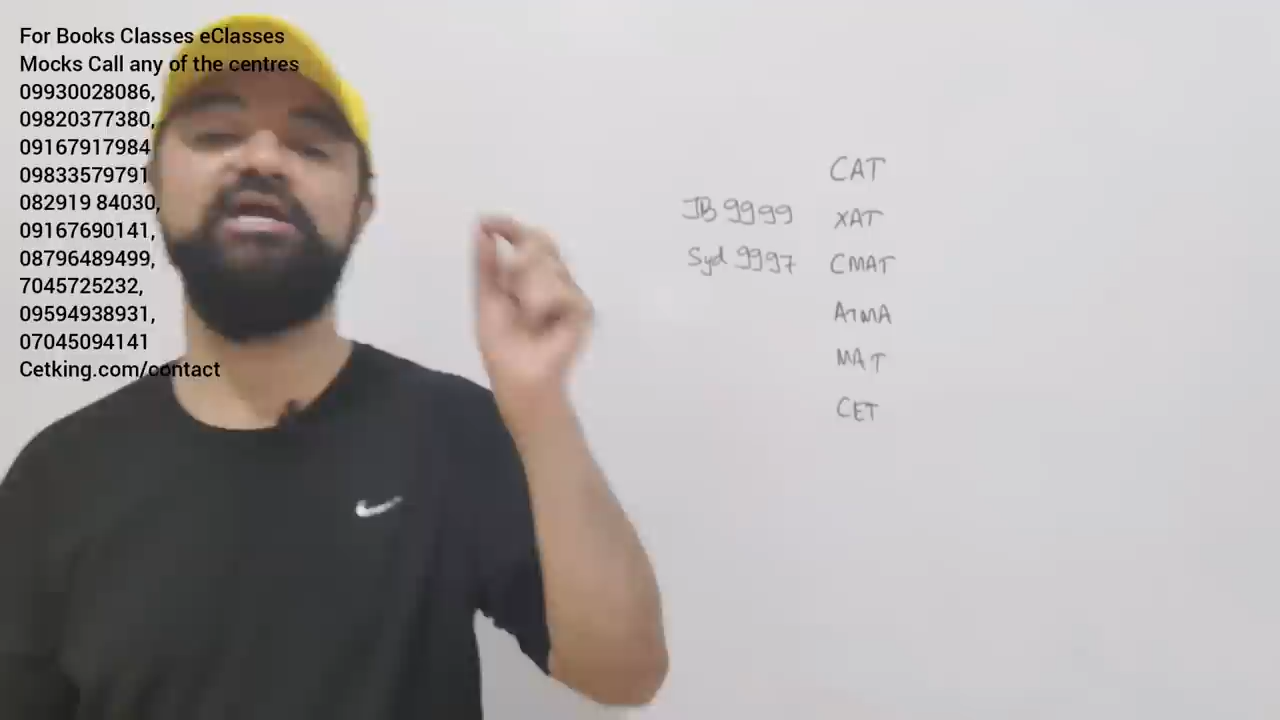 For Books Classes eClasses
Mocks Call any of the centres
09930028086,
09820377380,
09167917984
09833579791
082919 84030,
09167690141,
08796489499,
7045725232,
09594938931,
07045094141
Cetking.com/contact
CAT
JB 9999 XAT
Syd 9997 CMAT
ATMA
MAT
CET